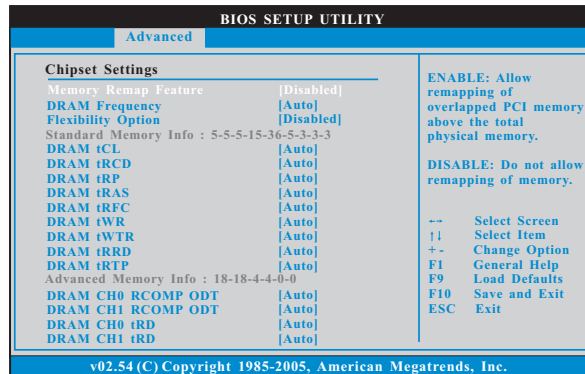 BIOS SETUP UTILITY
Advanced
Chipset Settings
Memory Remap Feature [Disabled]
DRAM Frequency [Auto]
Flexibility Option [Disabled]
Standard Memory Info : 5-5-5-15-36-5-3-3-3
DRAM tCL [Auto]
DRAM tRCD [Auto]
DRAM tRP [Auto]
DRAM tRAS [Auto]
DRAM tRFC [Auto]
DRAM tWR [Auto]
DRAM tWTR [Auto]
DRAM tRRD [Auto]
DRAM tRTP [Auto]
Advanced Memory Info : 18-18-4-4-0-0
DRAM CH0 RCOMP ODT [Auto]
DRAM CH1 RCOMP ODT [Auto]
DRAM CH0 tRD [Auto]
DRAM CH1 tRD [Auto]
ENABLE: Allow
remapping of
overlapped PCI memory
above the total
physical memory.
DISABLE: Do not allow
remapping of memory.
←→ Select Screen
↑↓ Select Item
+ - Change Option
F1 General Help
F9 Load Defaults
F10 Save and Exit
ESC Exit
v02.54 (C) Copyright 1985-2005, American Megatrends, Inc.